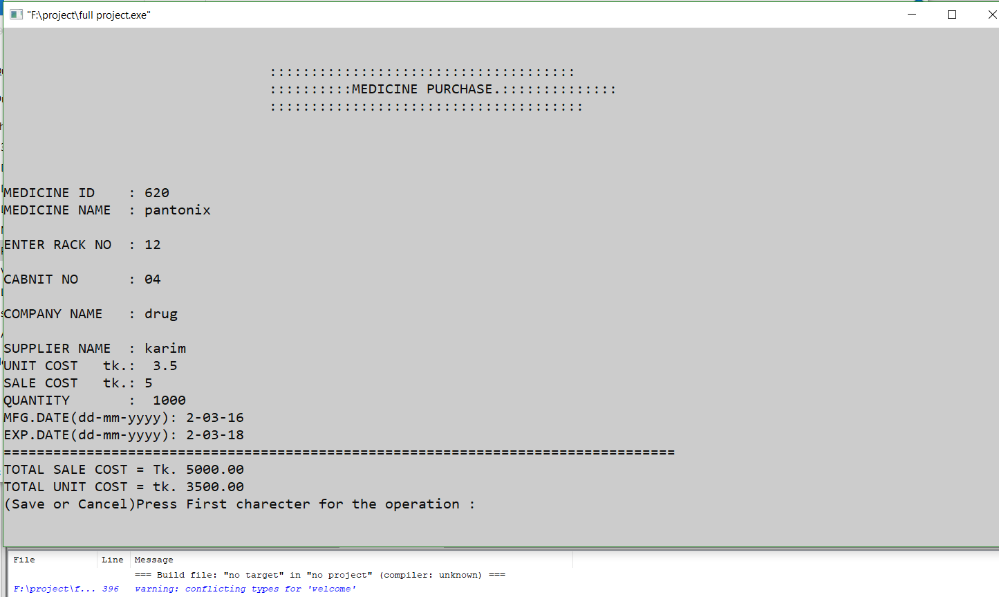 "F:\project\full project.exe"
:::::::::::::::::::::::::::::::::::::
::::::::::MEDICINE PURCHASE.::::::::::::::
::::::::::::::::::::::::::::::::::::::
MEDICINE ID    : 620
MEDICINE NAME  : pantonix
ENTER RACK NO  : 12
CABNIT NO      : 04
COMPANY NAME   : drug
SUPPLIER NAME  : karim
UNIT COST   tk.:  3.5
SALE COST   tk.: 5
QUANTITY       :  1000
MFG.DATE(dd-mm-yyyy): 2-03-16
EXP.DATE(dd-mm-yyyy): 2-03-18
=================================================================================
TOTAL SALE COST = Tk. 5000.00
TOTAL UNIT COST = tk. 3500.00
(Save or Cancel)Press First charecter for the operation :
File Line Message
=== Build file: "no target" in "no project" (compiler: unknown) ===
F:\project\f... 396 warning: conflicting types for 'welcome'